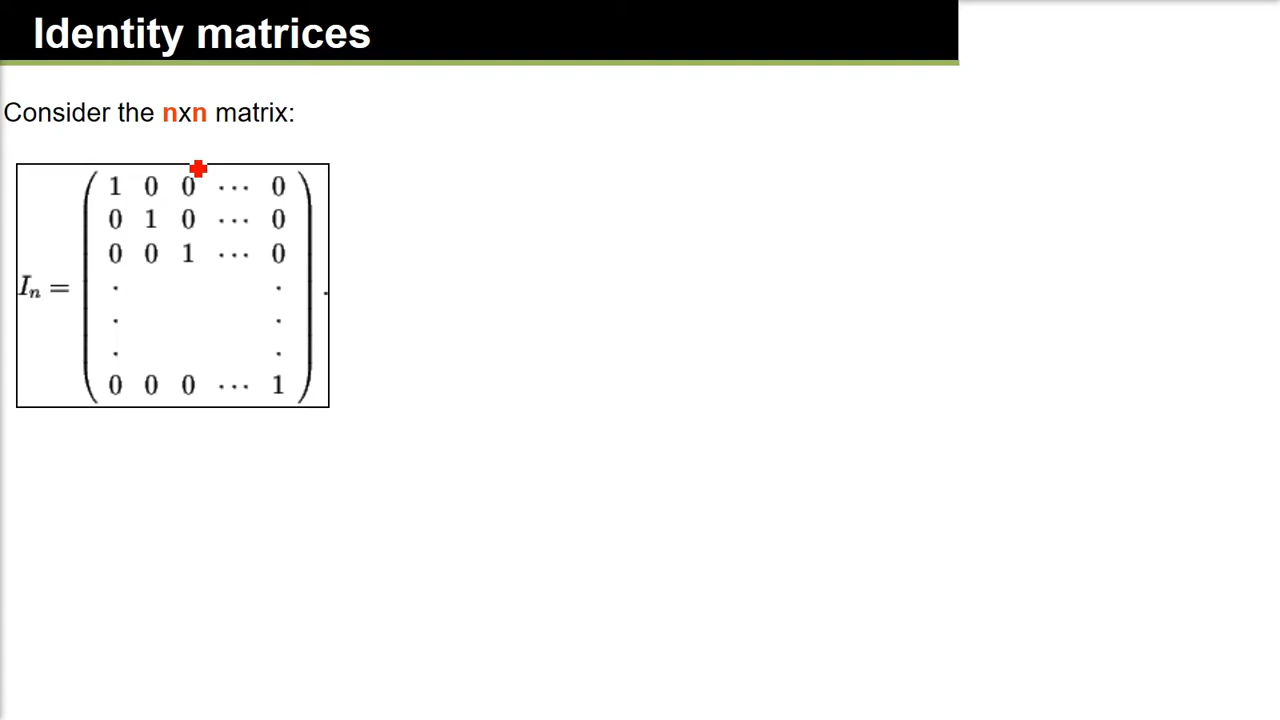 Identity matrices
Consider the nxn matrix:
1 0 0 ⋯ 0
0 1 0 ⋯ 0
0 0 1 ⋯ 0
Iₙ = . . .
. .
. .
0 0 0 ⋯ 1